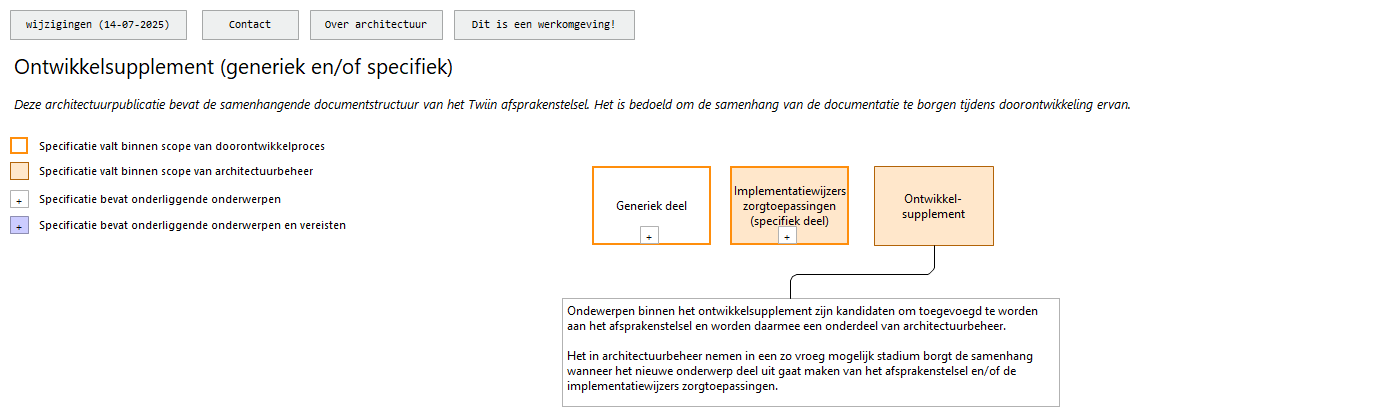 wijzigingen (14-07-2025)
Contact
Over architectuur
Dit is een werkomgeving!
Ontwikkelsupplement (generiek en/of specifiek)
Deze architectuurpublicatie bevat de samenhangende documentstructuur van het Twiin afsprakenstelsel. Het is bedoeld om de samenhang van de documentatie te borgen tijdens doorontwikkeling ervan.
Specificatie valt binnen scope van doorontwikkelproces
Specificatie valt binnen scope van architectuurbeheer
+ Specificatie bevat onderliggende onderwerpen
+ Specificatie bevat onderliggende onderwerpen en vereisten
Generiek deel
+
Implementatiewijzers
zorgtoepassingen
(specifiek deel)
+
Ontwikkel-
supplement
Ondewerpen binnen het ontwikkelsupplement zijn kandidaten om toegevoegd te worden
aan het afsprakenstelsel en worden daarmee een onderdeel van architectuurbeheer.
Het in architectuurbeheer nemen in een zo vroeg mogelijk stadium borgt de samenhang
wanneer het nieuwe onderwerp deel uit gaat maken van het afsprakenstelsel en/of de
implementatiewijzers zorgtoepassingen.